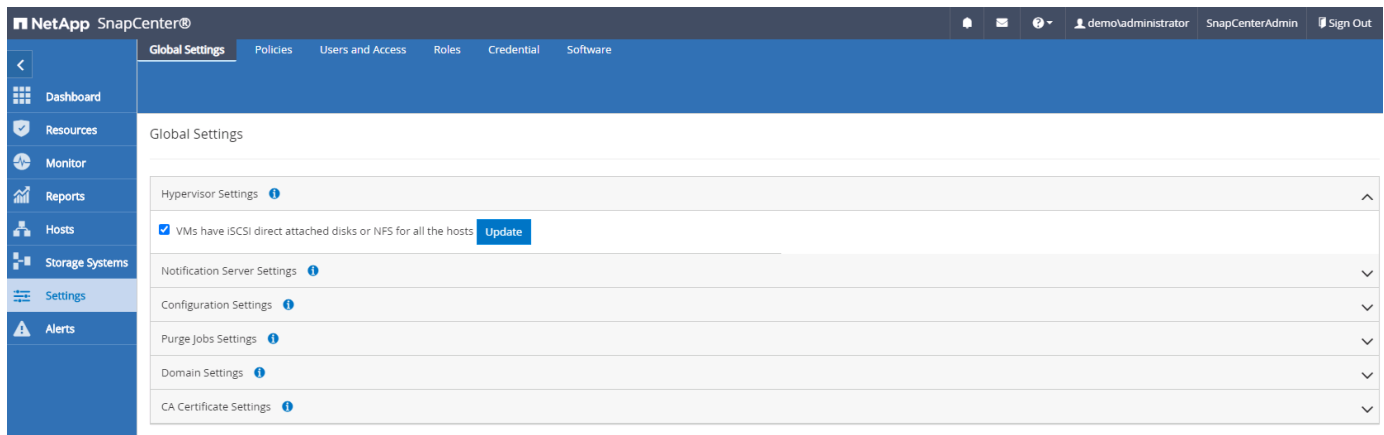 NetApp SnapCenter®
demo\administrator SnapCenterAdmin Sign Out
Global Settings Policies Users and Access Roles Credential Software
Dashboard
Resources
Monitor
Reports
Hosts
Storage Systems
Settings
Alerts
Global Settings
Hypervisor Settings
VMs have iSCSI direct attached disks or NFS for all the hosts Update
Notification Server Settings
Configuration Settings
Purge Jobs Settings
Domain Settings
CA Certificate Settings